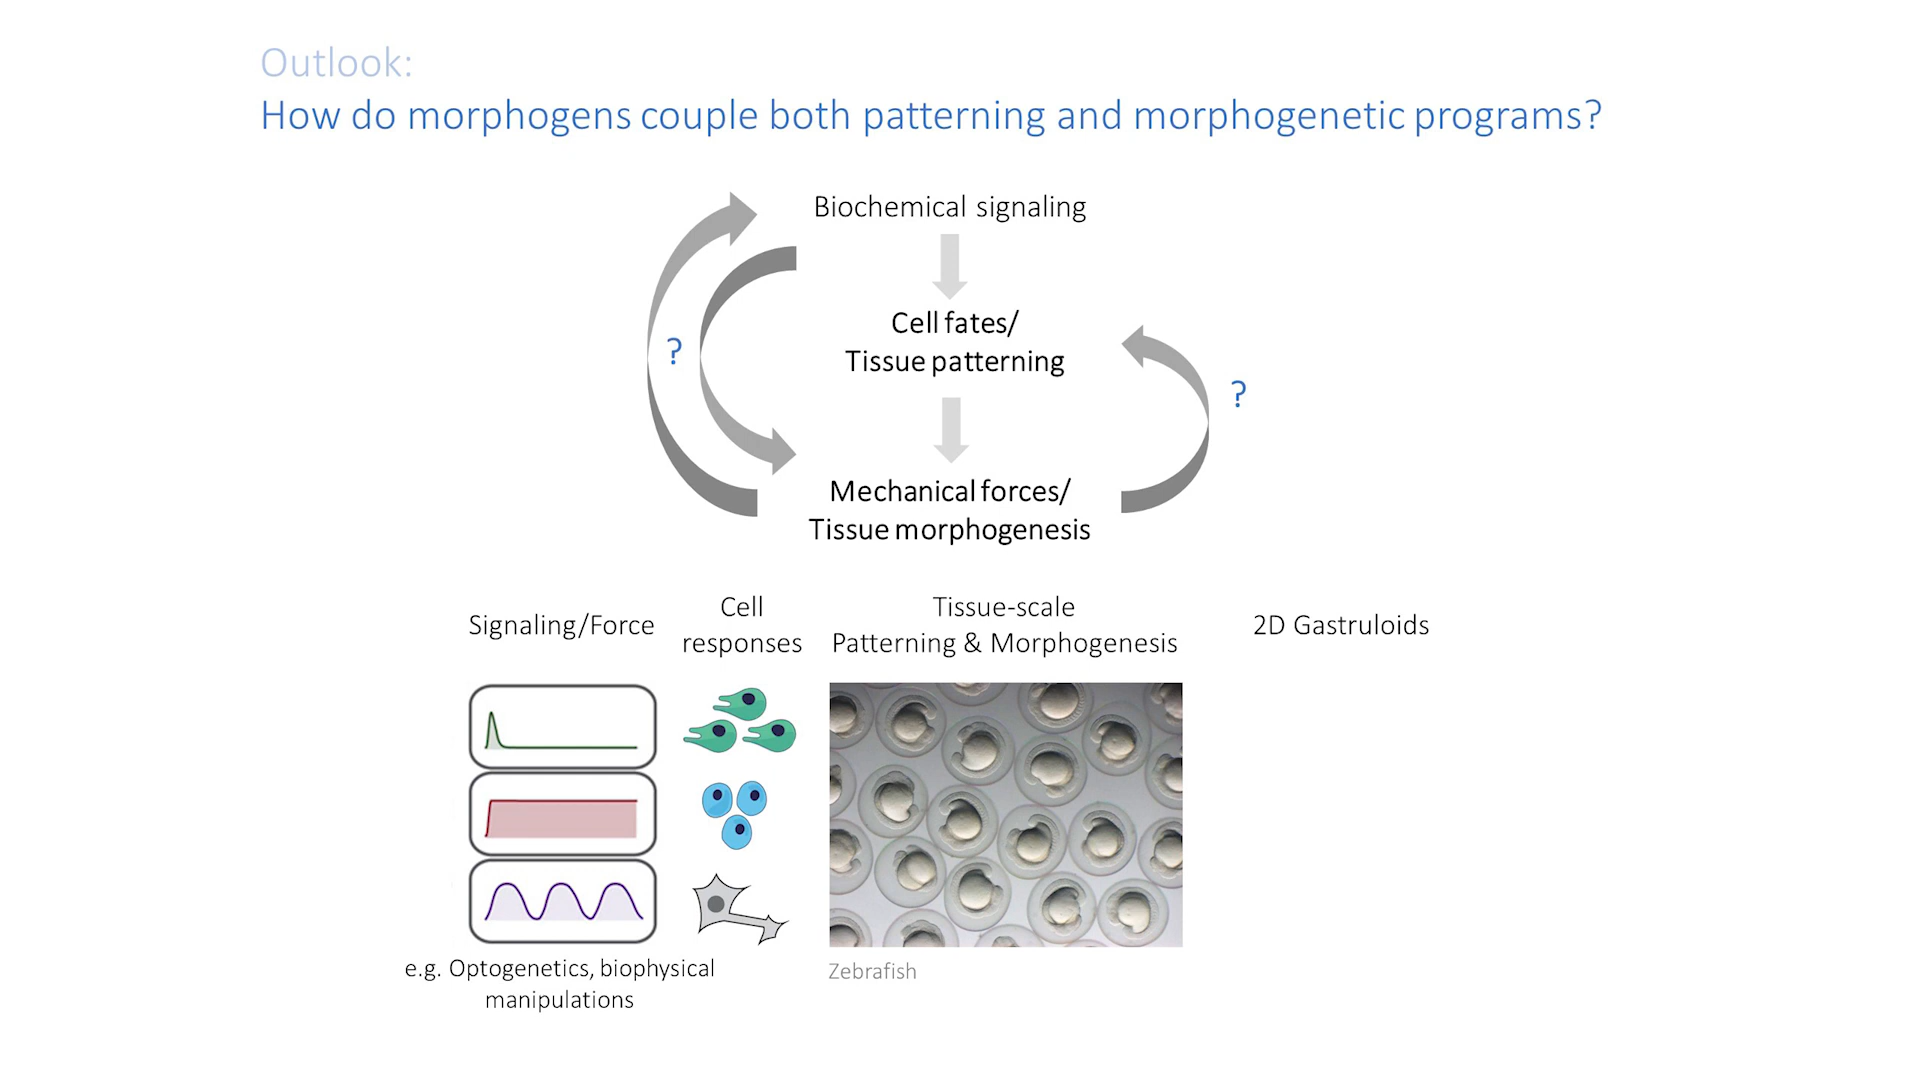 Outlook:
How do morphogens couple both patterning and morphogenetic programs?
Biochemical signaling
Cell fates/
Tissue patterning
?
?
Mechanical forces/
Tissue morphogenesis
Signaling/Force
Cell
responses
Tissue-scale
Patterning & Morphogenesis
2D Gastruloids
e.g. Optogenetics, biophysical
manipulations
Zebrafish